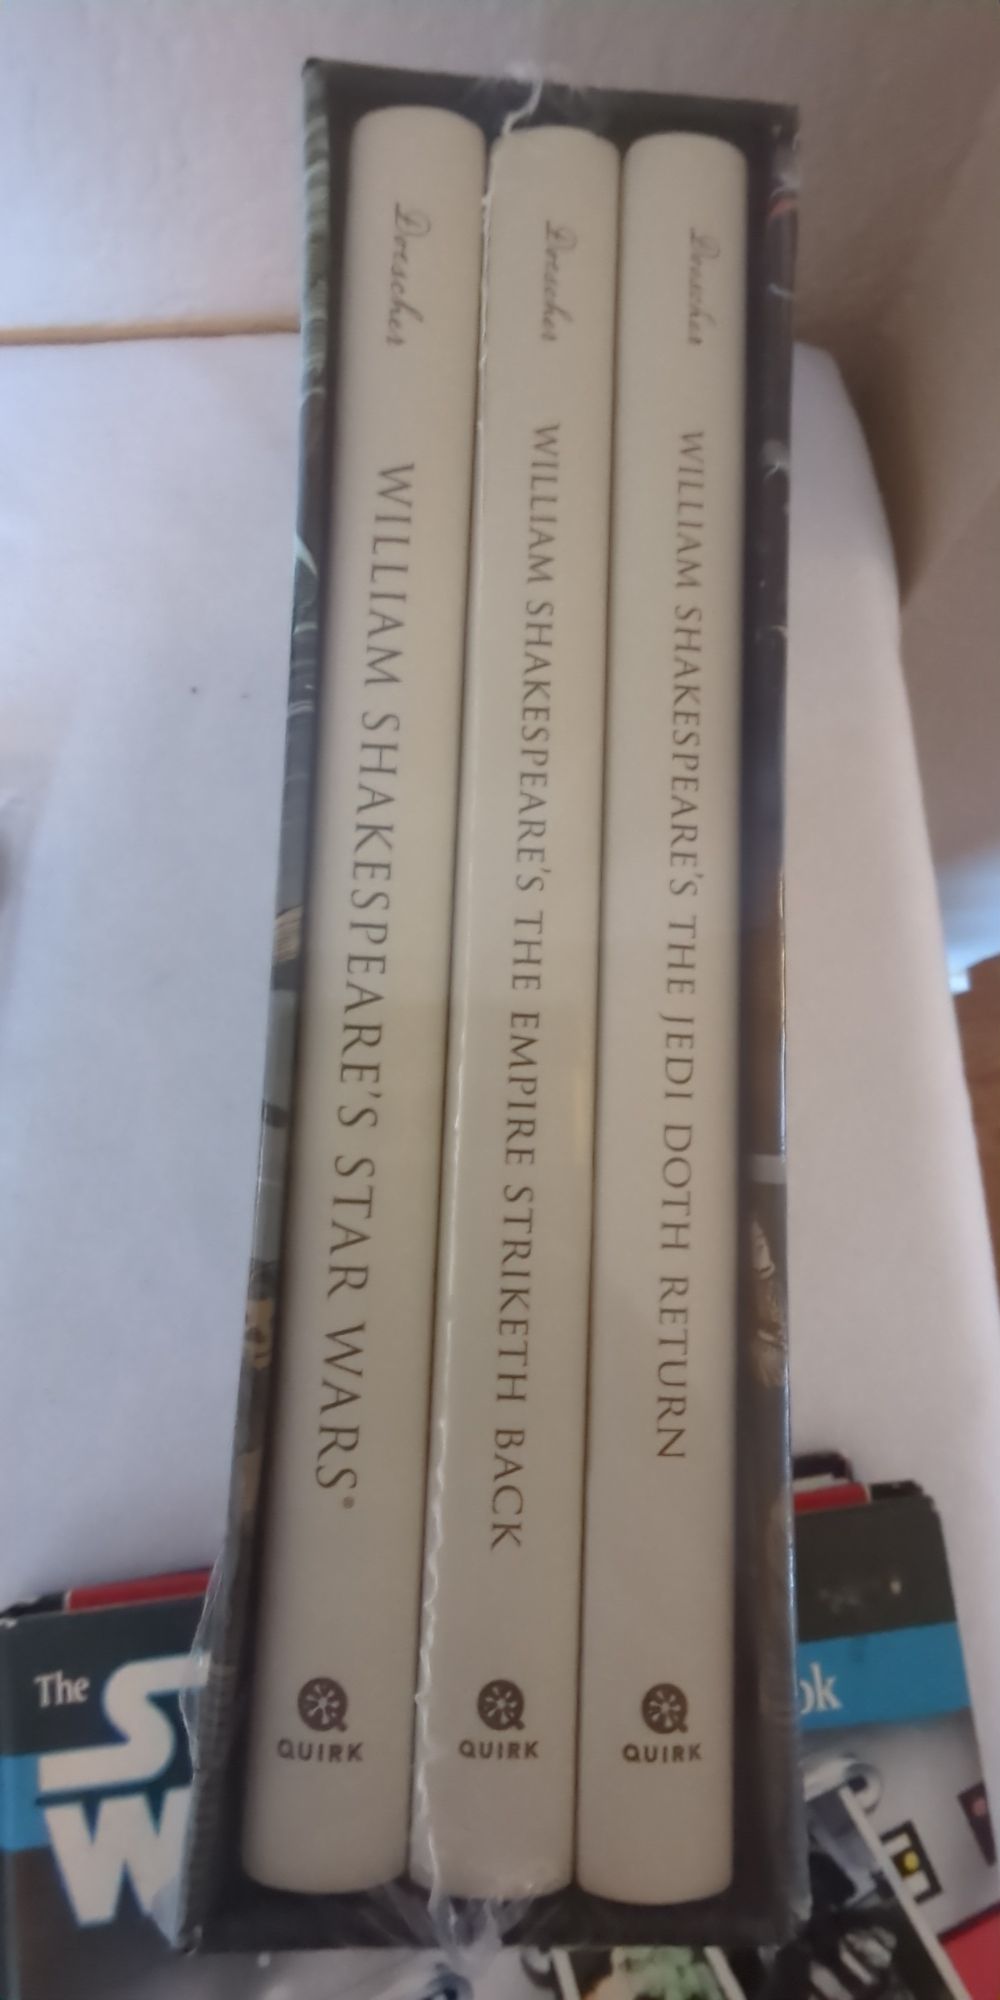 Doescher
WILLIAM SHAKESPEARE'S STAR WARS®
QUIRK
Doescher
WILLIAM SHAKESPEARE'S THE EMPIRE STRIKETH BACK
QUIRK
Doescher
WILLIAM SHAKESPEARE'S THE JEDI DOTH RETURN
QUIRK
The
ok
S
W